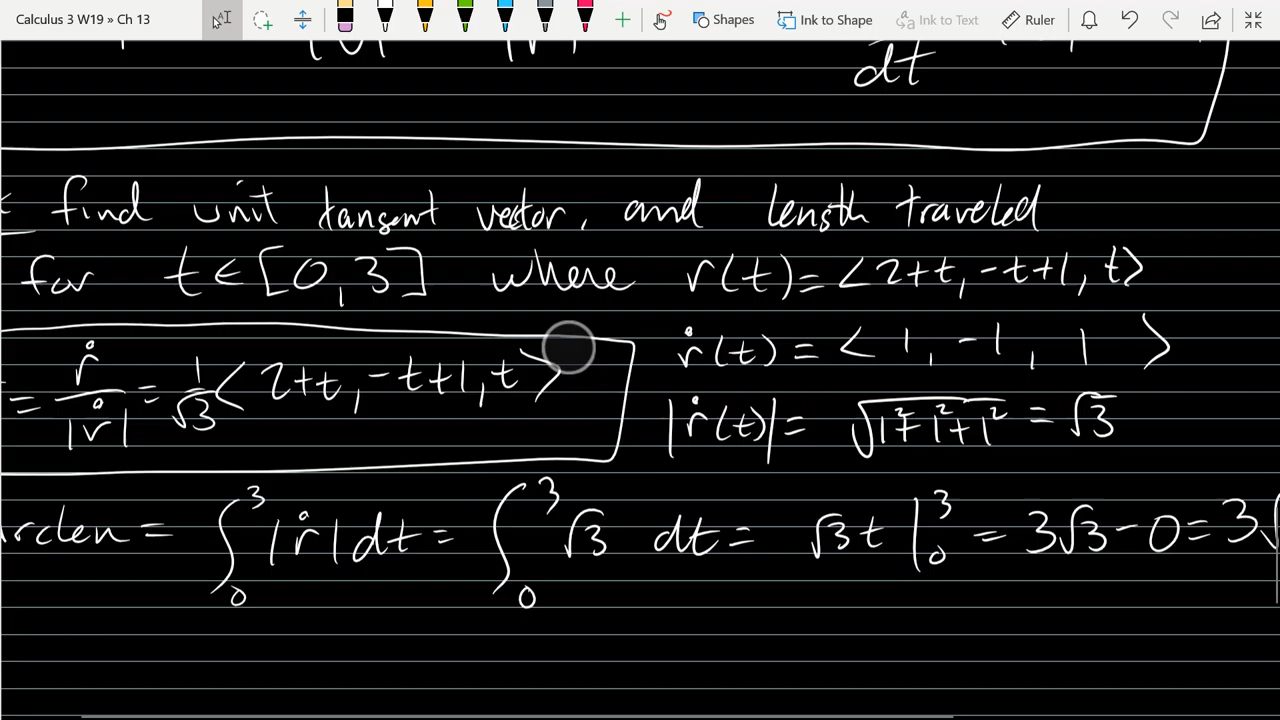 Calculus 3 W19 » Ch 13 Shapes Ink to Shape Ink to Text Ruler
dt
find unit tangent vector, and length traveled
for t ∈ [0, 3] where r(t) = <2+t, -t+1, t>
ṙ(t) = < 1, -1, 1 >
= ṙ/|ṙ| = 1/√3 <2+t, -t+1, t>
|ṙ(t)| = √(1²+1²+1²) = √3
arclen = ∫₀³ |ṙ| dt = ∫₀³ √3 dt = √3t |₀³ = 3√3 - 0 = 3√